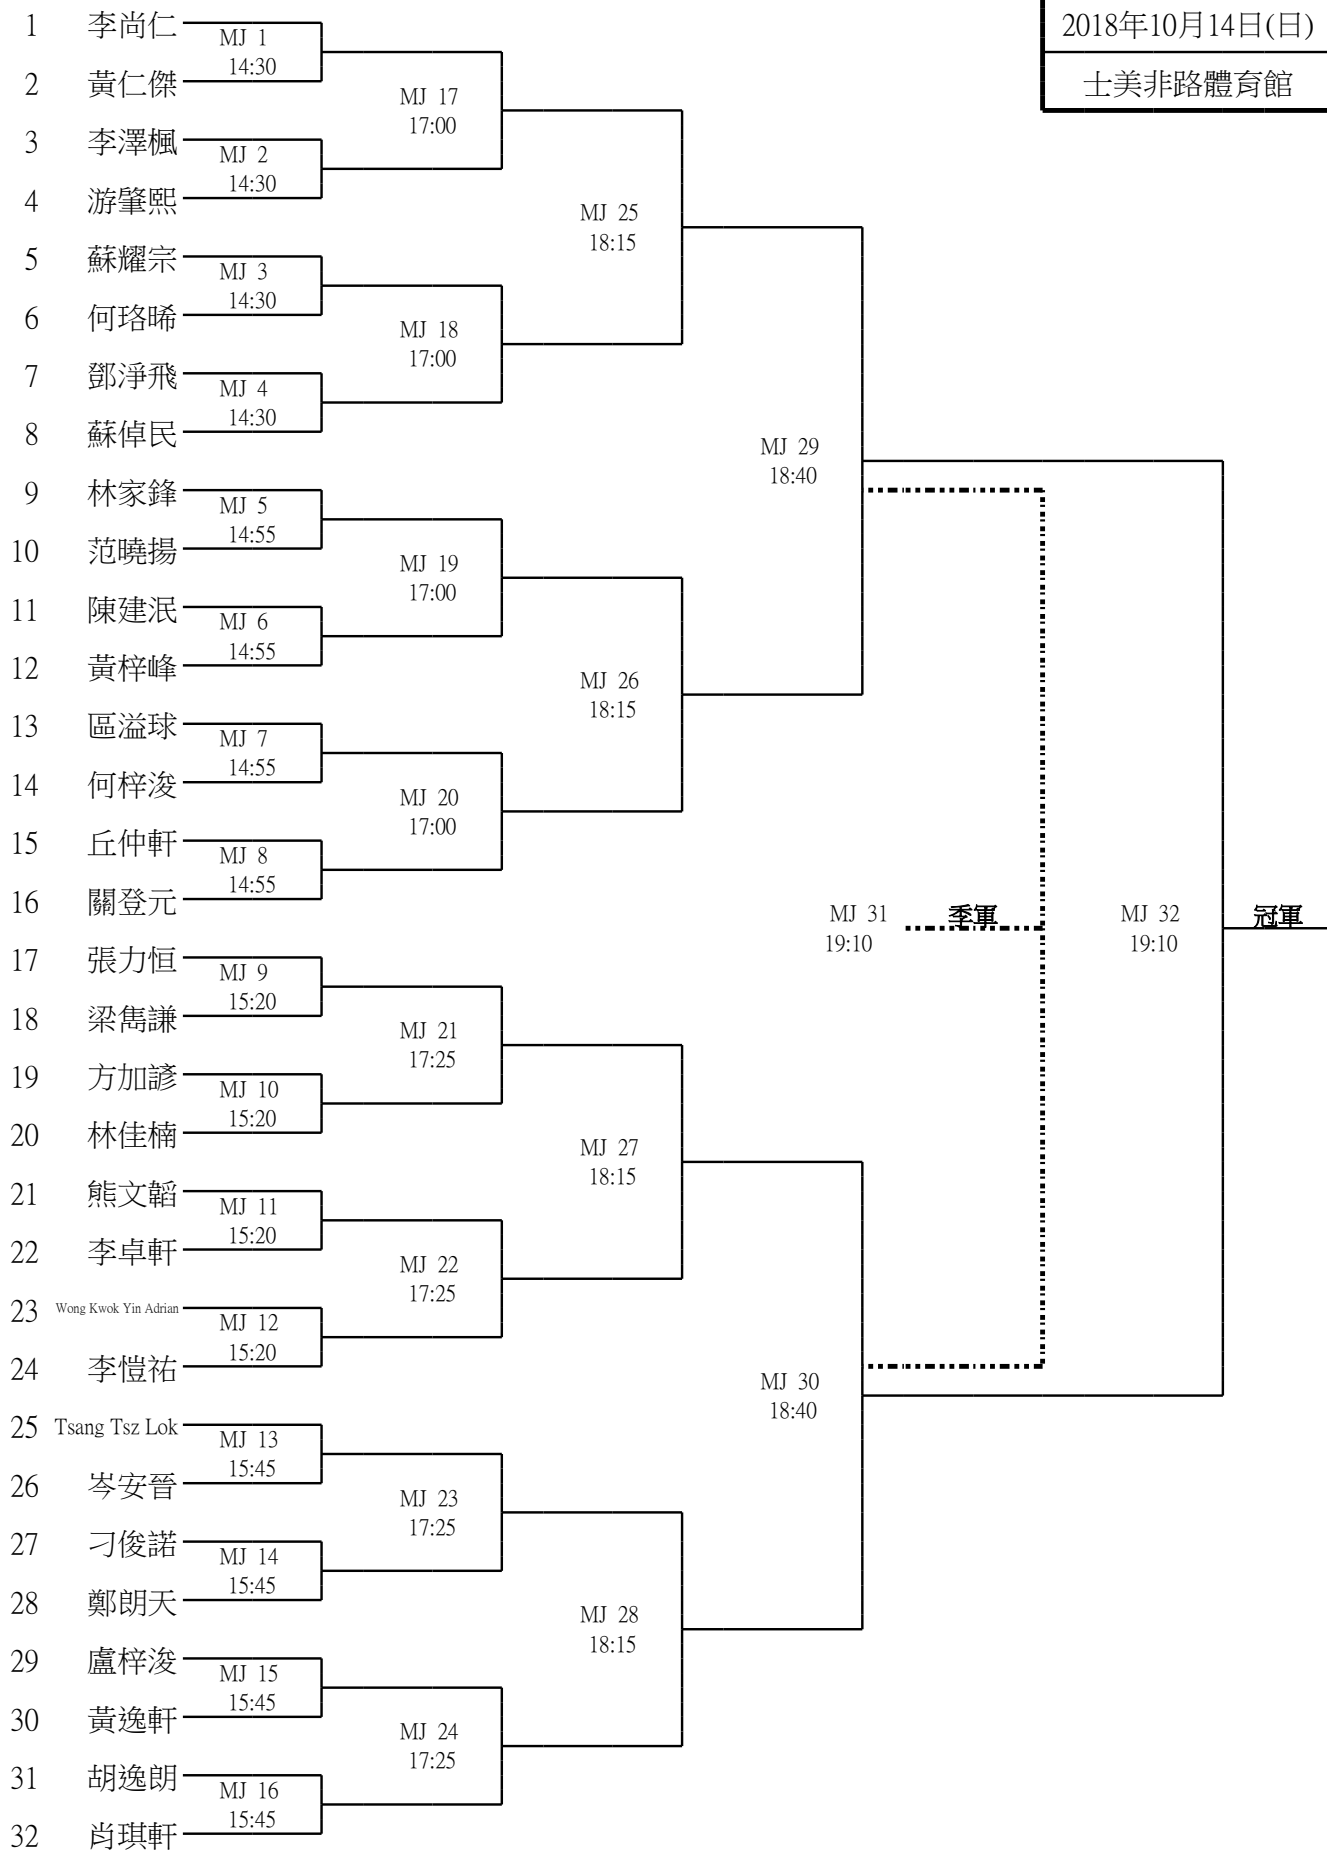 2018年10月14日(日)
士美非路體育館
1 李尚仁
MJ 1
14:30
2 黃仁傑
MJ 17
17:00
3 李澤楓
MJ 2
14:30
4 游肇熙
MJ 25
18:15
5 蘇耀宗
MJ 3
14:30
6 何珞晞
MJ 18
17:00
7 鄧淨飛
MJ 4
14:30
8 蘇倬民
MJ 29
18:40
9 林家鋒
MJ 5
14:55
10 范曉揚
MJ 19
17:00
11 陳建泯
MJ 6
14:55
12 黃梓峰
MJ 26
18:15
13 區溢球
MJ 7
14:55
14 何梓浚
MJ 20
17:00
15 丘仲軒
MJ 8
14:55
16 關登元
MJ 31 季軍
19:10
MJ 32 冠軍
19:10
17 張力恒
MJ 9
15:20
18 梁雋謙
MJ 21
17:25
19 方加諺
MJ 10
15:20
20 林佳楠
MJ 27
18:15
21 熊文韜
MJ 11
15:20
22 李卓軒
MJ 22
17:25
23 Wong Kwok Yin Adrian
MJ 12
15:20
24 李愷祐
MJ 30
18:40
25 Tsang Tsz Lok
MJ 13
15:45
26 岑安晉
MJ 23
17:25
27 刁俊諾
MJ 14
15:45
28 鄭朗天
MJ 28
18:15
29 盧梓浚
MJ 15
15:45
30 黃逸軒
MJ 24
17:25
31 胡逸朗
MJ 16
15:45
32 肖琪軒